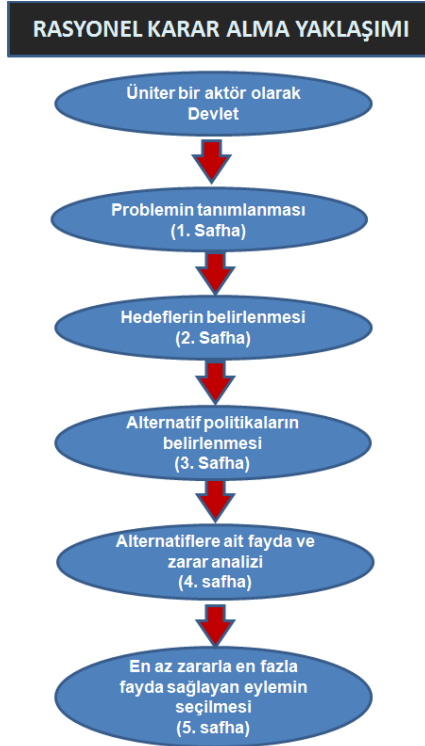 RASYONEL KARAR ALMA YAKLAŞIMI
Üniter bir aktör olarak
Devlet
Problemin tanımlanması
(1. Safha)
Hedeflerin belirlenmesi
(2. Safha)
Alternatif politikaların
belirlenmesi
(3. Safha)
Alternatiflere ait fayda ve
zarar analizi
(4. safha)
En az zararla en fazla
fayda sağlayan eylemin
seçilmesi
(5. safha)